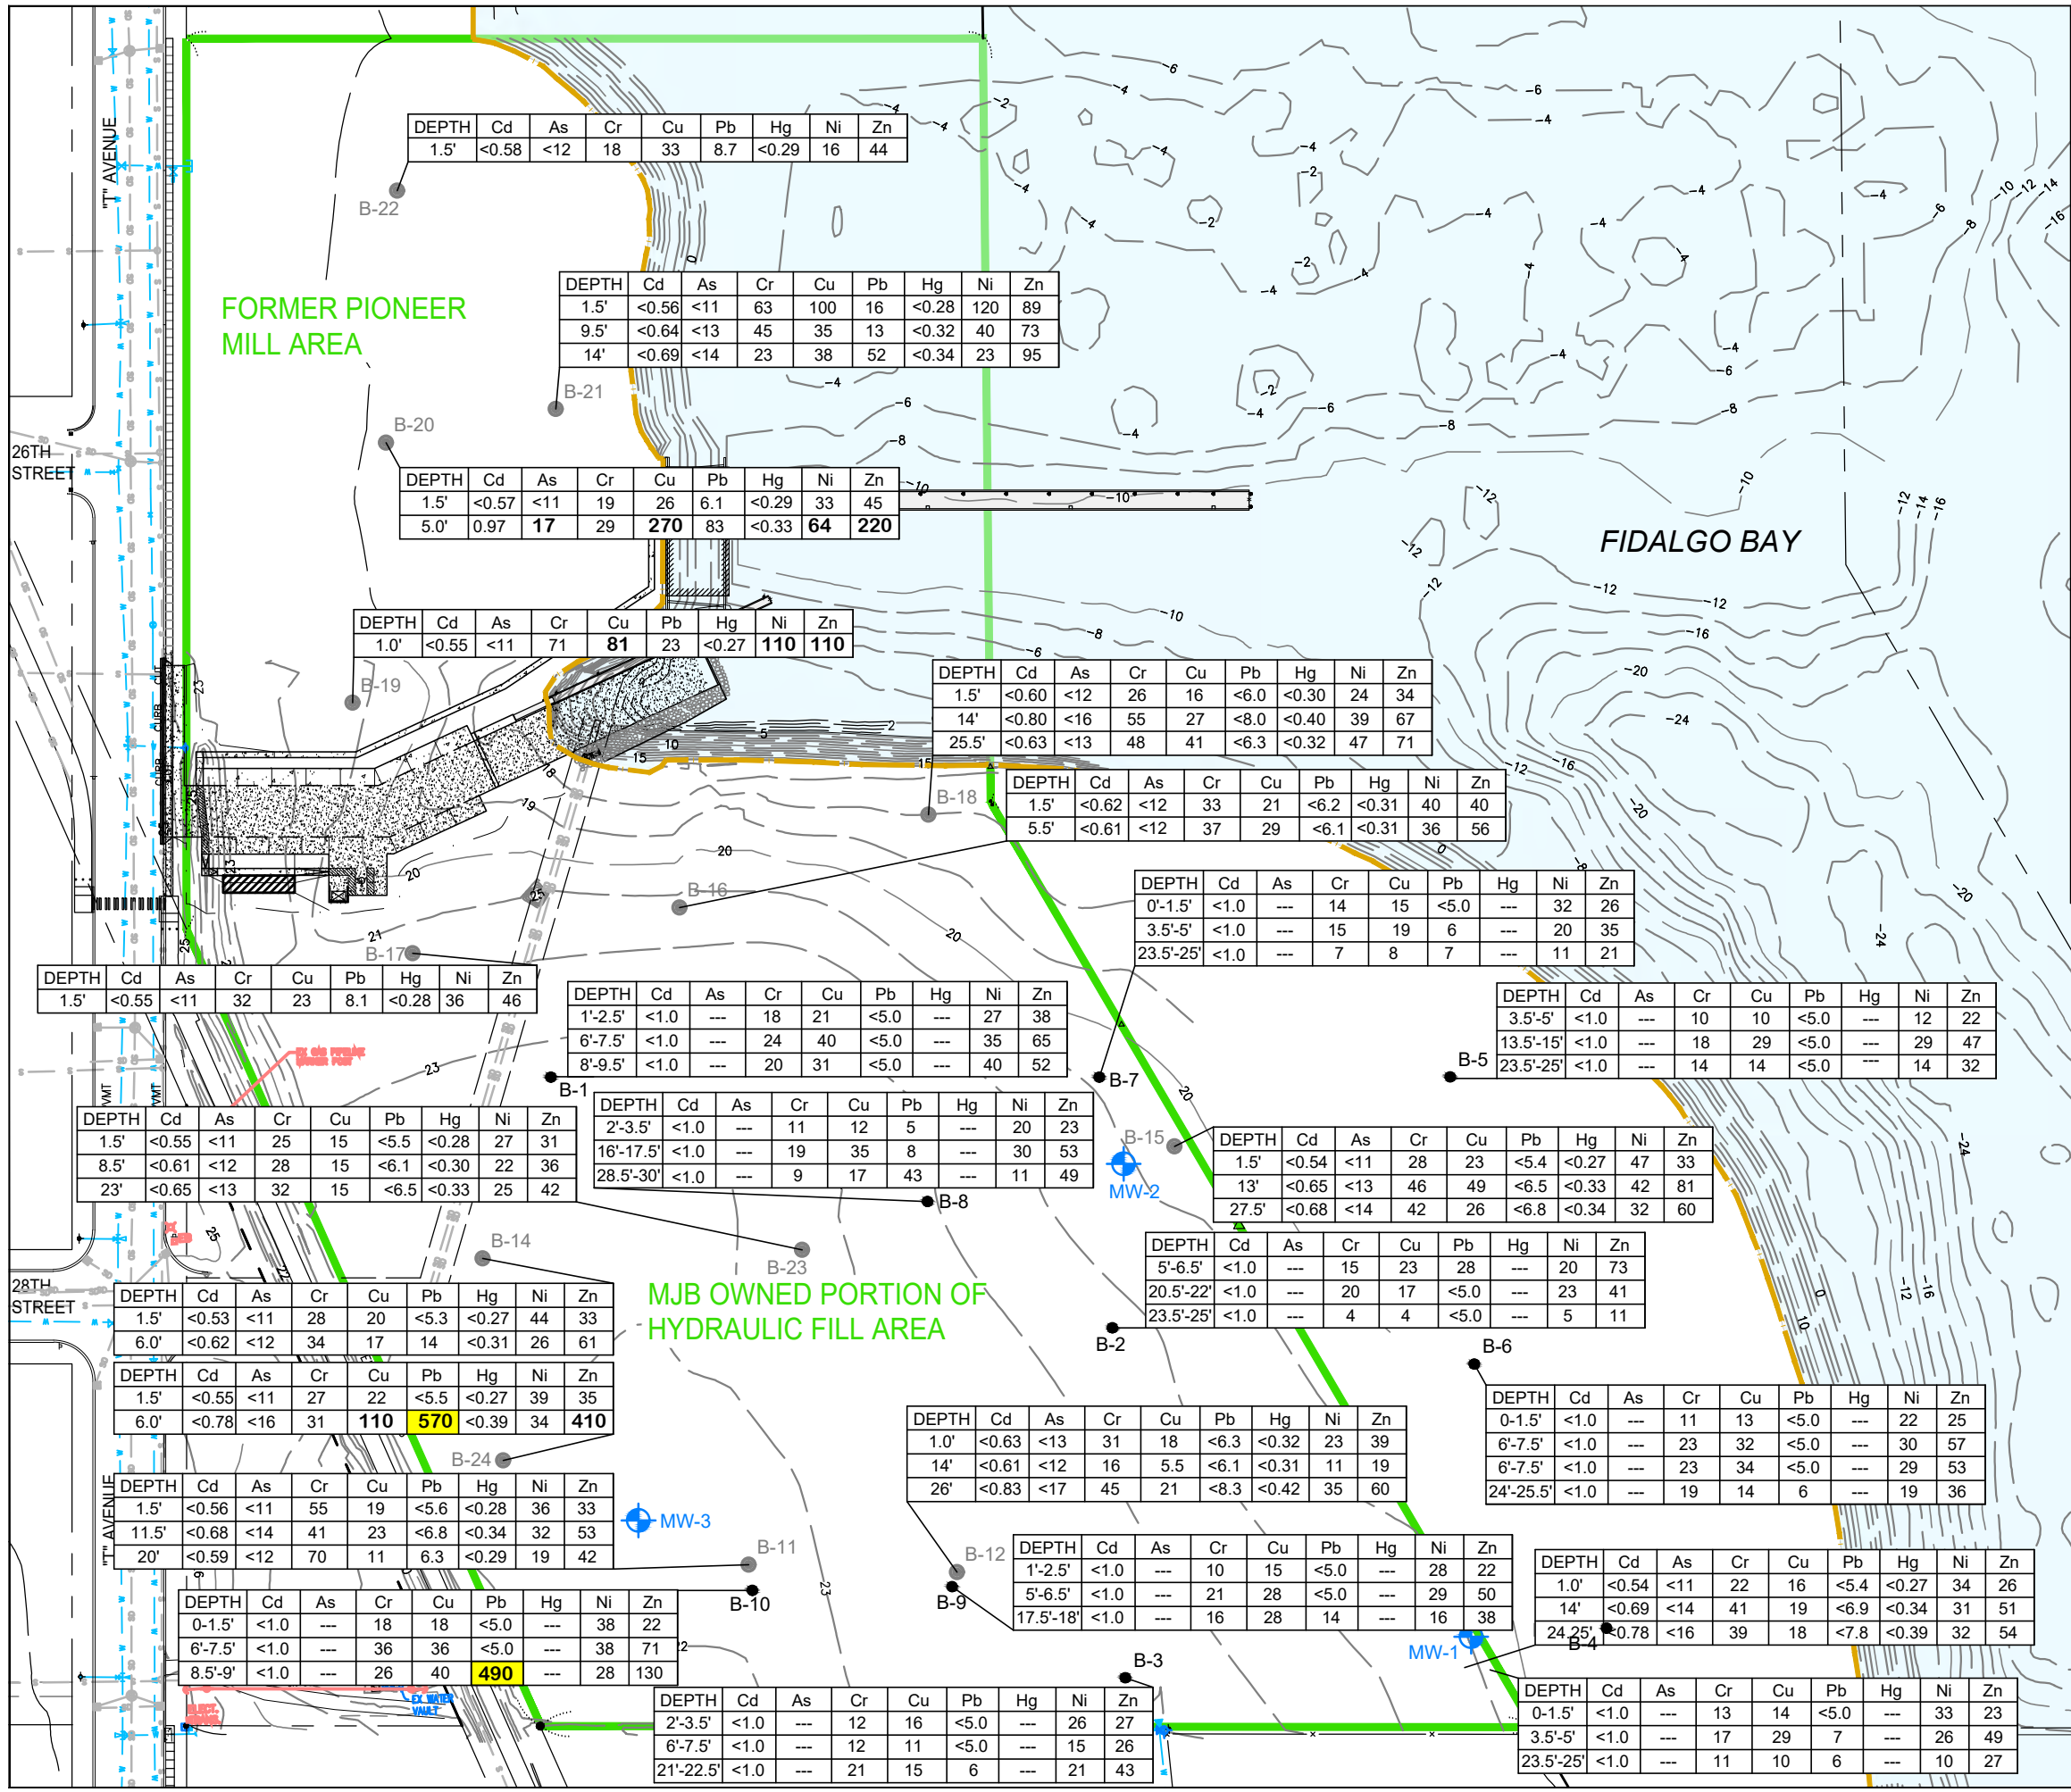 "T" AVENUE
DEPTH Cd As Cr Cu Pb Hg Ni Zn
1.5' <0.58 <12 18 33 8.7 <0.29 16 44
B-22
FORMER PIONEER
MILL AREA
DEPTH Cd As Cr Cu Pb Hg Ni Zn
1.5' <0.56 <11 63 100 16 <0.28 120 89
9.5' <0.64 <13 45 35 13 <0.32 40 73
14' <0.69 <14 23 38 52 <0.34 23 95
B-21
B-20
26TH
STREET
DEPTH Cd As Cr Cu Pb Hg Ni Zn
1.5' <0.57 <11 19 26 6.1 <0.29 33 45
5.0' 0.97 17 29 270 83 <0.33 64 220
FIDALGO BAY
DEPTH Cd As Cr Cu Pb Hg Ni Zn
1.0' <0.55 <11 71 81 23 <0.27 110 110
B-19
DEPTH Cd As Cr Cu Pb Hg Ni Zn
1.5' <0.60 <12 26 16 <6.0 <0.30 24 34
14' <0.80 <16 55 27 <8.0 <0.40 39 67
25.5' <0.63 <13 48 41 <6.3 <0.32 47 71
B-18
DEPTH Cd As Cr Cu Pb Hg Ni Zn
1.5' <0.62 <12 33 21 <6.2 <0.31 40 40
5.5' <0.61 <12 37 29 <6.1 <0.31 36 56
B-16
DEPTH Cd As Cr Cu Pb Hg Ni Zn
0'-1.5' <1.0 --- 14 15 <5.0 --- 32 26
3.5'-5' <1.0 --- 15 19 6 --- 20 35
23.5'-25' <1.0 --- 7 8 7 --- 11 21
B-17
DEPTH Cd As Cr Cu Pb Hg Ni Zn
1.5' <0.55 <11 32 23 8.1 <0.28 36 46
DEPTH Cd As Cr Cu Pb Hg Ni Zn
1'-2.5' <1.0 --- 18 21 <5.0 --- 27 38
6'-7.5' <1.0 --- 24 40 <5.0 --- 35 65
8'-9.5' <1.0 --- 20 31 <5.0 --- 40 52
B-1
B-7
DEPTH Cd As Cr Cu Pb Hg Ni Zn
3.5'-5' <1.0 --- 10 10 <5.0 --- 12 22
13.5'-15' <1.0 --- 18 29 <5.0 --- 29 47
23.5'-25' <1.0 --- 14 14 <5.0 --- 14 32
B-5
DEPTH Cd As Cr Cu Pb Hg Ni Zn
1.5' <0.55 <11 25 15 <5.5 <0.28 27 31
8.5' <0.61 <12 28 15 <6.1 <0.30 22 36
23' <0.65 <13 32 15 <6.5 <0.33 25 42
DEPTH Cd As Cr Cu Pb Hg Ni Zn
2'-3.5' <1.0 --- 11 12 5 --- 20 23
16'-17.5' <1.0 --- 19 35 8 --- 30 53
28.5'-30' <1.0 --- 9 17 43 --- 11 49
B-8
B-15
MW-2
DEPTH Cd As Cr Cu Pb Hg Ni Zn
1.5' <0.54 <11 28 23 <5.4 <0.27 47 33
13' <0.65 <13 46 49 <6.5 <0.33 42 81
27.5' <0.68 <14 42 26 <6.8 <0.34 32 60
B-14
B-23
DEPTH Cd As Cr Cu Pb Hg Ni Zn
5'-6.5' <1.0 --- 15 23 28 --- 20 73
20.5'-22' <1.0 --- 20 17 <5.0 --- 23 41
23.5'-25' <1.0 --- 4 4 <5.0 --- 5 11
B-2
28TH
STREET
MJB OWNED PORTION OF
HYDRAULIC FILL AREA
DEPTH Cd As Cr Cu Pb Hg Ni Zn
1.5' <0.53 <11 28 20 <5.3 <0.27 44 33
6.0' <0.62 <12 34 17 14 <0.31 26 61
DEPTH Cd As Cr Cu Pb Hg Ni Zn
1.5' <0.55 <11 27 22 <5.5 <0.27 39 35
6.0' <0.78 <16 31 110 570 <0.39 34 410
B-24
B-6
DEPTH Cd As Cr Cu Pb Hg Ni Zn
0-1.5' <1.0 --- 11 13 <5.0 --- 22 25
6'-7.5' <1.0 --- 23 32 <5.0 --- 30 57
6'-7.5' <1.0 --- 23 34 <5.0 --- 29 53
24'-25.5' <1.0 --- 19 14 6 --- 19 36
DEPTH Cd As Cr Cu Pb Hg Ni Zn
1.0' <0.63 <13 31 18 <6.3 <0.32 23 39
14' <0.61 <12 16 5.5 <6.1 <0.31 11 19
26' <0.83 <17 45 21 <8.3 <0.42 35 60
"T" AVENUE
DEPTH Cd As Cr Cu Pb Hg Ni Zn
1.5' <0.56 <11 55 19 <5.6 <0.28 36 33
11.5' <0.68 <14 41 23 <6.8 <0.34 32 53
20' <0.59 <12 70 11 6.3 <0.29 19 42
MW-3
B-11
B-10
B-12
B-9
DEPTH Cd As Cr Cu Pb Hg Ni Zn
1'-2.5' <1.0 --- 10 15 <5.0 --- 28 22
5'-6.5' <1.0 --- 21 28 <5.0 --- 29 50
17.5'-18' <1.0 --- 16 28 14 --- 16 38
DEPTH Cd As Cr Cu Pb Hg Ni Zn
1.0' <0.54 <11 22 16 <5.4 <0.27 34 26
14' <0.69 <14 41 19 <6.9 <0.34 31 51
24.25' <0.78 <16 39 18 <7.8 <0.39 32 54
B-4
MW-1
DEPTH Cd As Cr Cu Pb Hg Ni Zn
0-1.5' <1.0 --- 18 18 <5.0 --- 38 22
6'-7.5' <1.0 --- 36 36 <5.0 --- 38 71
8.5'-9' <1.0 --- 26 40 490 --- 28 130
EX WATER
VAULT
B-3
DEPTH Cd As Cr Cu Pb Hg Ni Zn
2'-3.5' <1.0 --- 12 16 <5.0 --- 26 27
6'-7.5' <1.0 --- 12 11 <5.0 --- 15 26
21'-22.5' <1.0 --- 21 15 6 --- 21 43
DEPTH Cd As Cr Cu Pb Hg Ni Zn
0-1.5' <1.0 --- 13 14 <5.0 --- 33 23
3.5'-5' <1.0 --- 17 29 7 --- 26 49
23.5'-25' <1.0 --- 11 10 6 --- 10 27